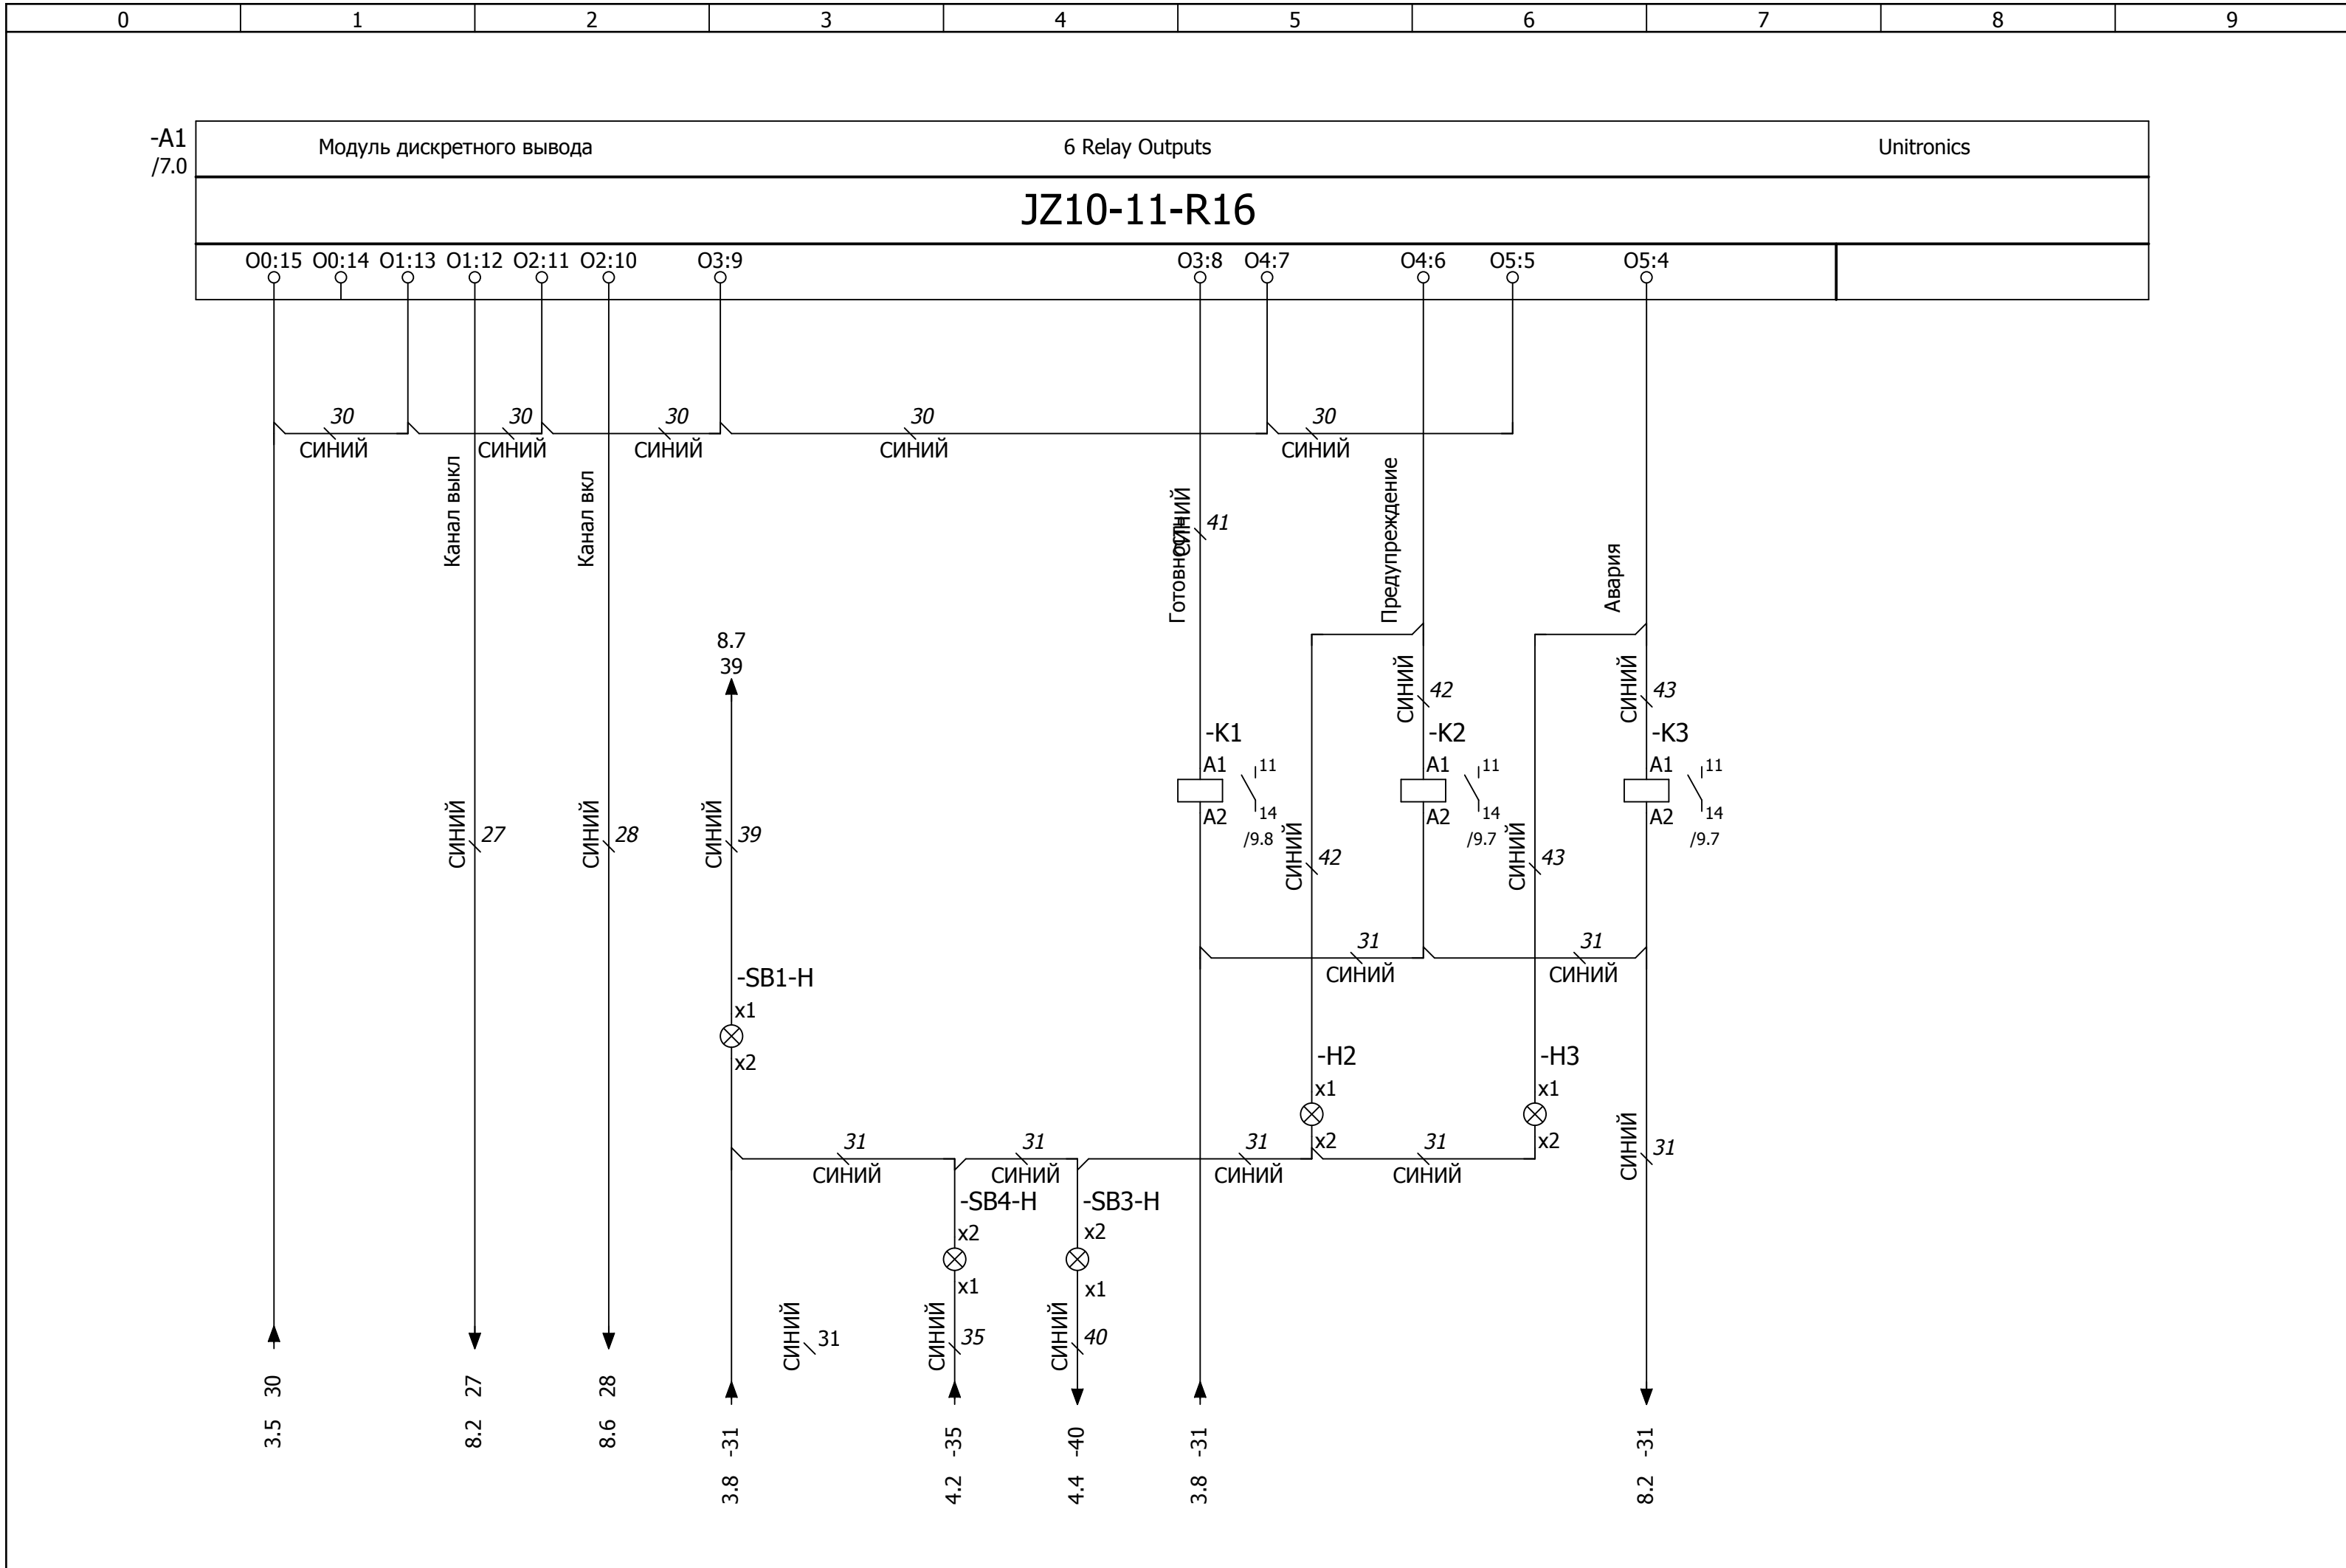 0 1 2 3 4 5 6 7 8 9
-A1
/7.0
Модуль дискретного вывода 6 Relay Outputs Unitronics
JZ10-11-R16
O0:15 O0:14 O1:13 O1:12 O2:11 O2:10 O3:9 O3:8 O4:7 O4:6 O5:5 O5:4
30 30 30 30 30
СИНИЙ СИНИЙ СИНИЙ СИНИЙ СИНИЙ
Канал выкл
Канал вкл
Готовность
СИНИЙ
41
Предупреждение
Авария
8.7
39
СИНИЙ 42
СИНИЙ 43
-K1 -K2 -K3
A1 11 A1 11 A1 11
A2 14 A2 14 A2 14
/9.8 /9.7 /9.7
СИНИЙ 27
СИНИЙ 28
СИНИЙ 39
СИНИЙ 42
СИНИЙ 43
31 31
СИНИЙ СИНИЙ
-SB1-H
x1
x2
-H2 -H3
x1 x1
x2 x2
31 31 31 31
СИНИЙ СИНИЙ СИНИЙ СИНИЙ
СИНИЙ 31
-SB4-H -SB3-H
x2 x2
x1 x1
СИНИЙ 31
СИНИЙ 35
СИНИЙ 40
3.5 30
8.2 27
8.6 28
3.8 -31
4.2 -35
4.4 -40
3.8 -31
8.2 -31